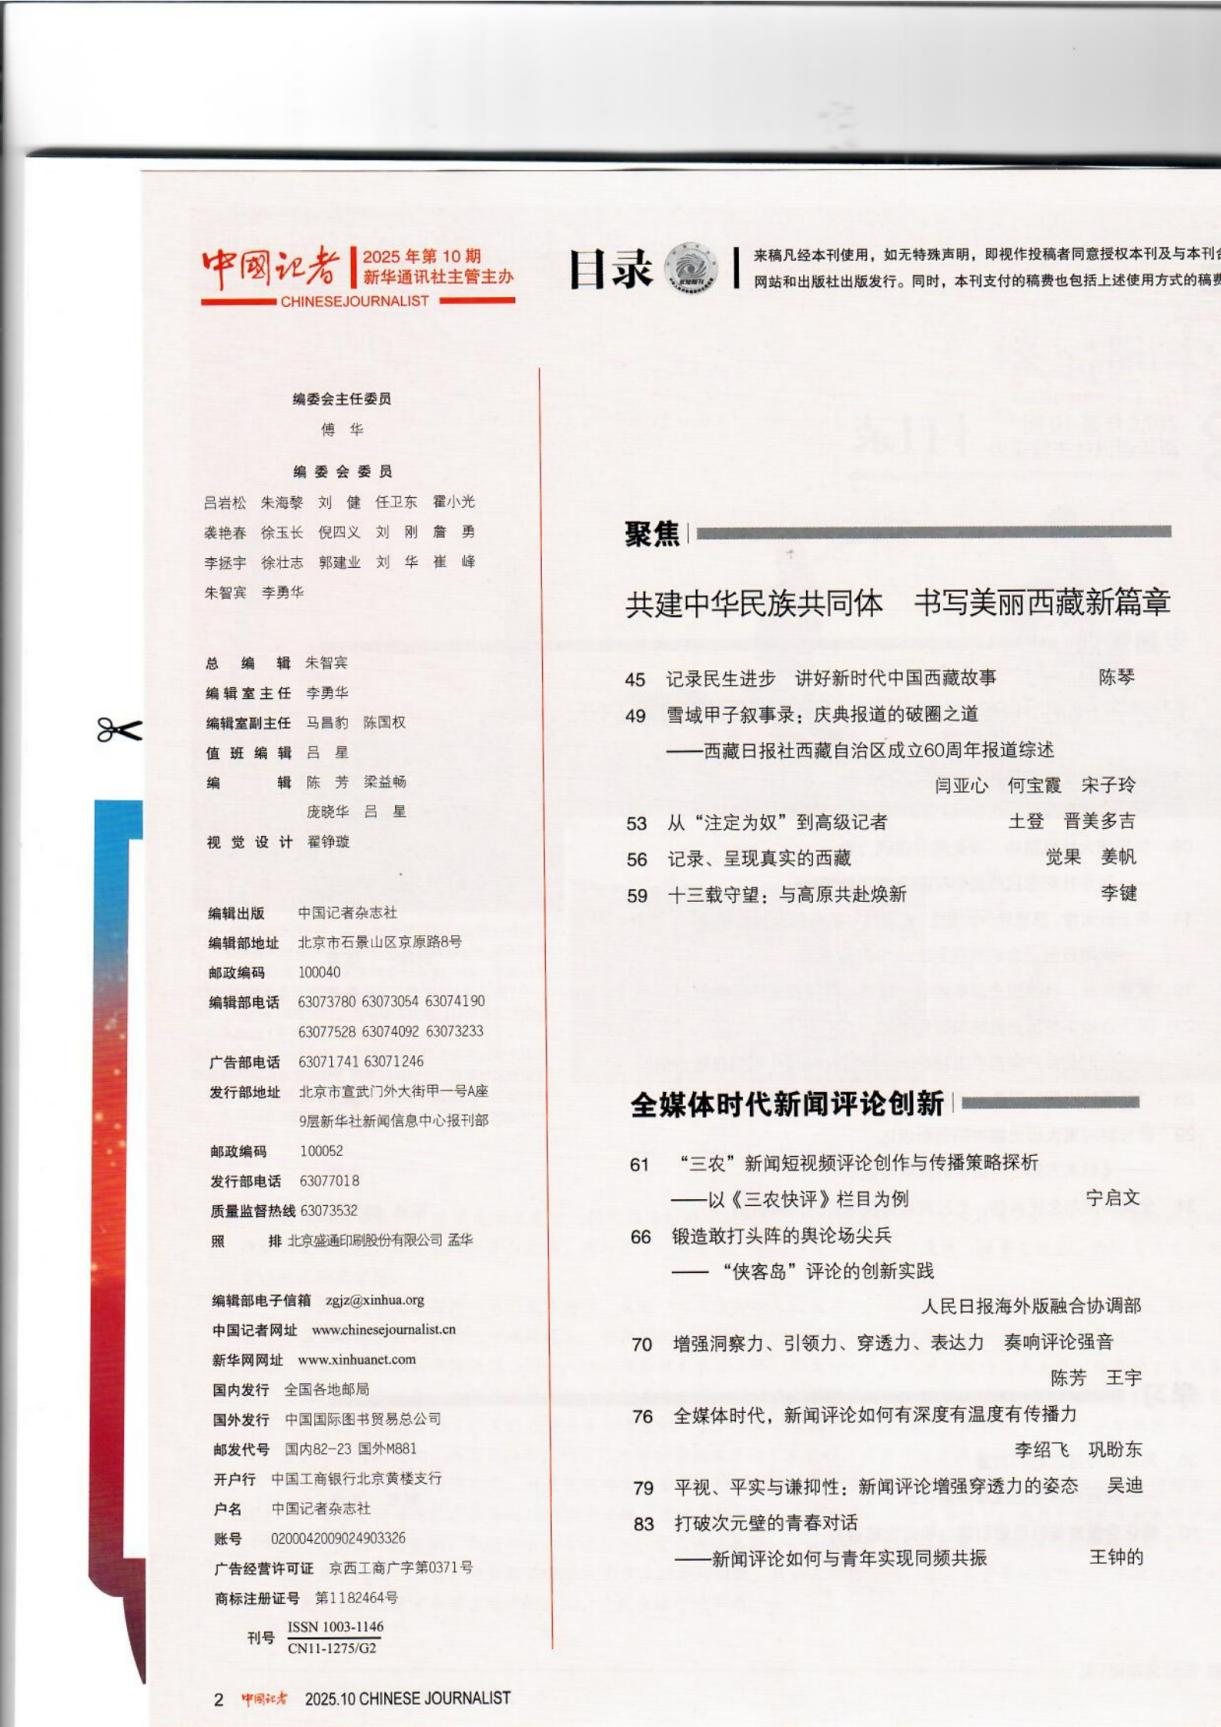 中国记者
2025 年第 10 期
新华通讯社主管主办
CHINESEJOURNALIST
目录
来稿凡经本刊使用，如无特殊声明，即视作投稿者同意授权本刊及与本刊
网站和出版社出版发行。同时，本刊支付的稿费也包括上述使用方式的稿费
编委会主任委员
傅 华
编 委 会 委 员
吕岩松 朱海黎 刘 健 任卫东 霍小光
袭艳春 徐玉长 倪四义 刘 刚 詹 勇
李拯宇 徐壮志 郭建业 刘 华 崔 峰
朱智宾 李勇华
总 编 辑 朱智宾
编辑室主任 李勇华
编辑室副主任 马昌豹 陈国权
值 班 编 辑 吕 星
编 辑 陈 芳 梁益畅
庞晓华 吕 星
视 觉 设 计 翟铮璇
编辑出版 中国记者杂志社
编辑部地址 北京市石景山区京原路8号
邮政编码 100040
编辑部电话 63073780 63073054 63074190
63077528 63074092 63073233
广告部电话 63071741 63071246
发行部地址 北京市宣武门外大街甲一号A座
9层新华社新闻信息中心报刊部
邮政编码 100052
发行部电话 63077018
质量监督热线 63073532
照 排 北京盛通印刷股份有限公司 孟华
编辑部电子信箱 zgjz@xinhua.org
中国记者网址 www.chinesejournalist.cn
新华网网址 www.xinhuanet.com
国内发行 全国各地邮局
国外发行 中国国际图书贸易总公司
邮发代号 国内82-23 国外M881
开户行 中国工商银行北京黄楼支行
户名 中国记者杂志社
账号 0200042009024903326
广告经营许可证 京西工商广字第0371号
商标注册证号 第1182464号
刊号 ISSN 1003-1146
CN11-1275/G2
聚焦
共建中华民族共同体 书写美丽西藏新篇章
45 记录民生进步 讲好新时代中国西藏故事 陈琴
49 雪域甲子叙事录：庆典报道的破圈之道
——西藏日报社西藏自治区成立60周年报道综述
闫亚心 何宝霞 宋子玲
53 从“注定为奴”到高级记者 土登 晋美多吉
56 记录、呈现真实的西藏 觉果 姜帆
59 十三载守望：与高原共赴焕新 李键
全媒体时代新闻评论创新
61 “三农”新闻短视频评论创作与传播策略探析
——以《三农快评》栏目为例 宁启文
66 锻造敢打头阵的舆论场尖兵
—— “侠客岛”评论的创新实践
人民日报海外版融合协调部
70 增强洞察力、引领力、穿透力、表达力 奏响评论强音
陈芳 王宇
76 全媒体时代，新闻评论如何有深度有温度有传播力
李绍飞 巩盼东
79 平视、平实与谦抑性：新闻评论增强穿透力的姿态 吴迪
83 打破次元壁的青春对话
——新闻评论如何与青年实现同频共振 王钟的
2 中国记者 2025.10 CHINESE JOURNALIST